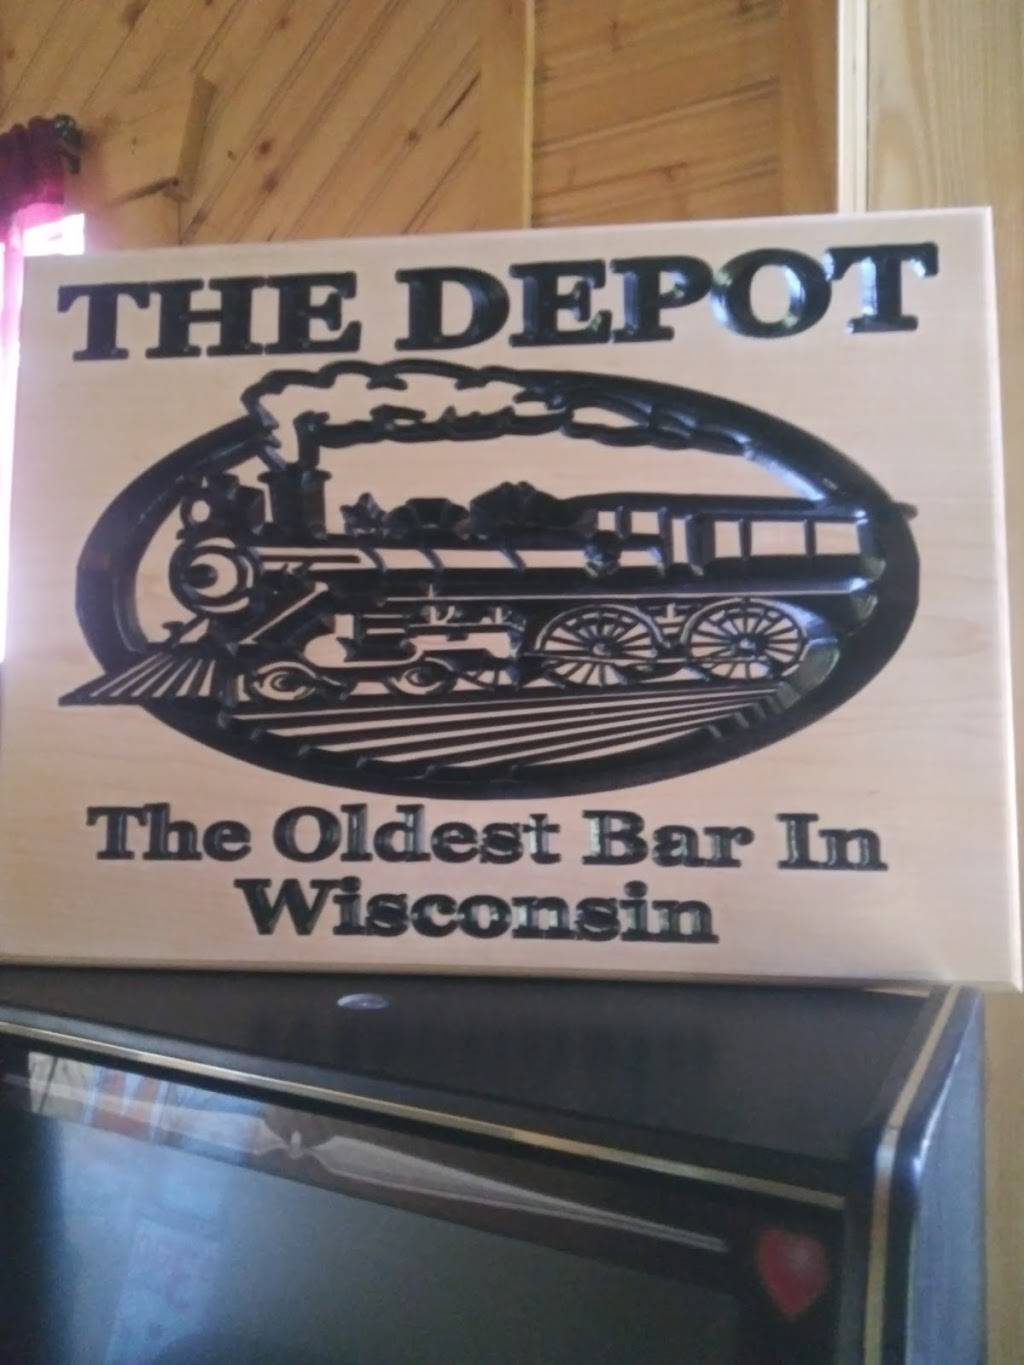 THE DEPOT
The Oldest Bar In
Wisconsin